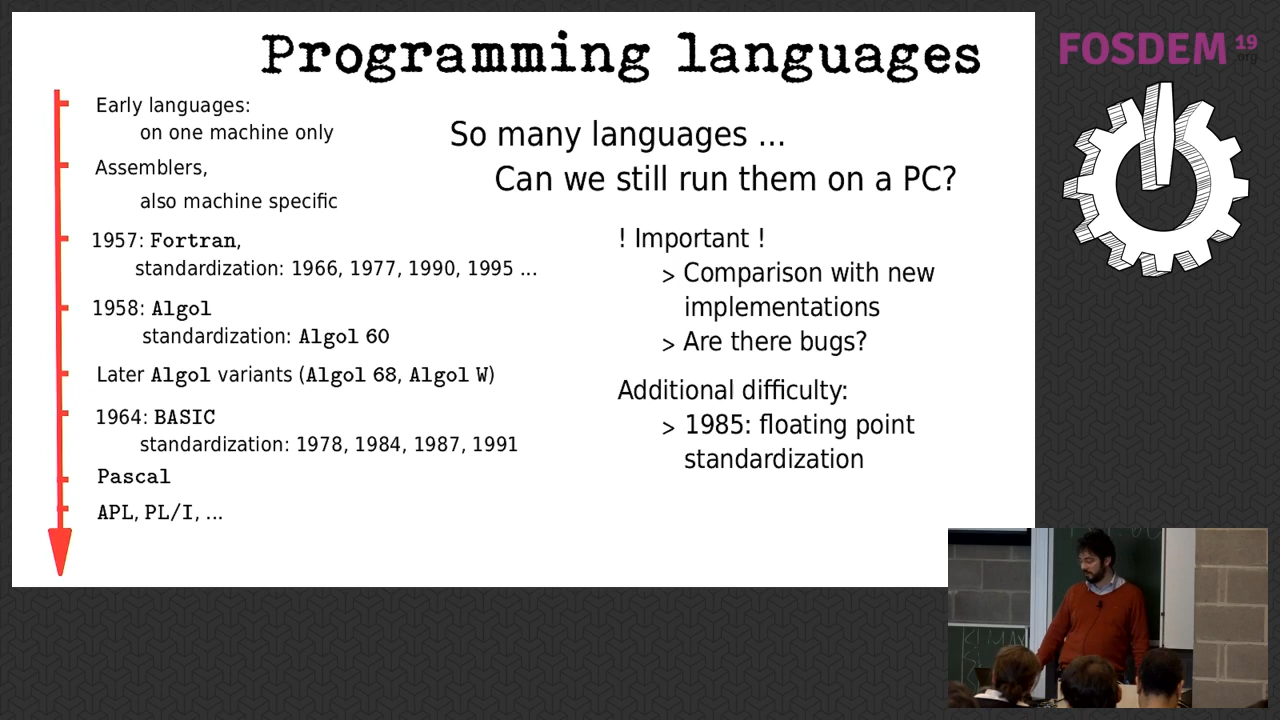 Programming languages
Early languages:
on one machine only
Assemblers,
also machine specific
1957: Fortran,
standardization: 1966, 1977, 1990, 1995 ...
1958: Algol
standardization: Algol 60
Later Algol variants (Algol 68, Algol W)
1964: BASIC
standardization: 1978, 1984, 1987, 1991
Pascal
APL, PL/I, ...
So many languages ...
Can we still run them on a PC?
! Important !
> Comparison with new
implementations
> Are there bugs?
Additional difficulty:
> 1985: floating point
standardization
FOSDEM 19
.org